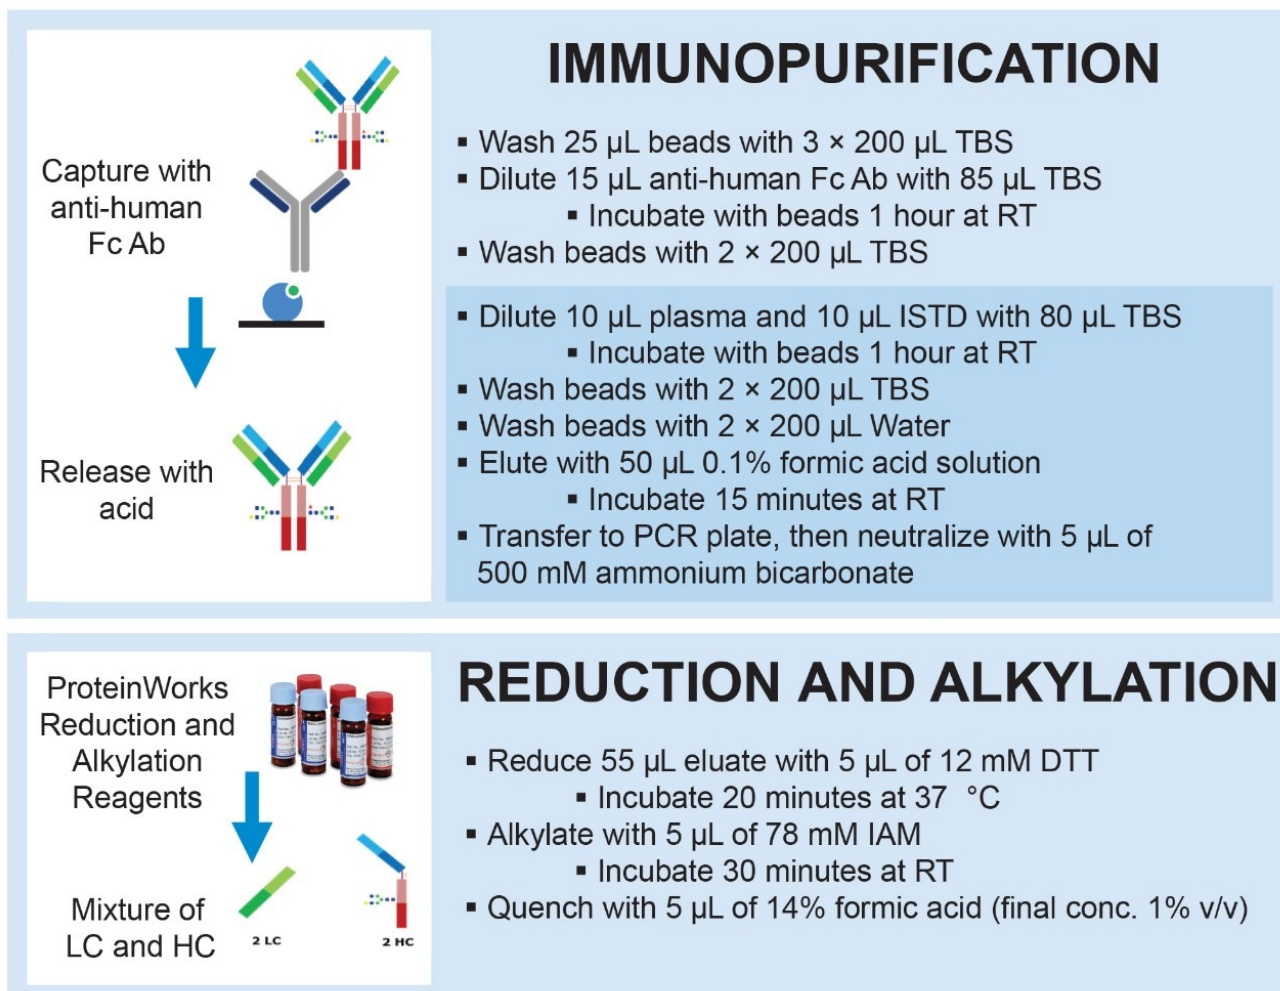 IMMUNOPURIFICATION
Capture with
anti-human
Fc Ab
Release with
acid
▪ Wash 25 µL beads with 3 × 200 µL TBS
▪ Dilute 15 µL anti-human Fc Ab with 85 µL TBS
▪ Incubate with beads 1 hour at RT
▪ Wash beads with 2 × 200 µL TBS
▪ Dilute 10 µL plasma and 10 µL ISTD with 80 µL TBS
▪ Incubate with beads 1 hour at RT
▪ Wash beads with 2 × 200 µL TBS
▪ Wash beads with 2 × 200 µL Water
▪ Elute with 50 µL 0.1% formic acid solution
▪ Incubate 15 minutes at RT
▪ Transfer to PCR plate, then neutralize with 5 µL of
500 mM ammonium bicarbonate
REDUCTION AND ALKYLATION
ProteinWorks
Reduction and
Alkylation
Reagents
Mixture of
LC and HC
2 LC
2 HC
▪ Reduce 55 µL eluate with 5 µL of 12 mM DTT
▪ Incubate 20 minutes at 37 °C
▪ Alkylate with 5 µL of 78 mM IAM
▪ Incubate 30 minutes at RT
▪ Quench with 5 µL of 14% formic acid (final conc. 1% v/v)